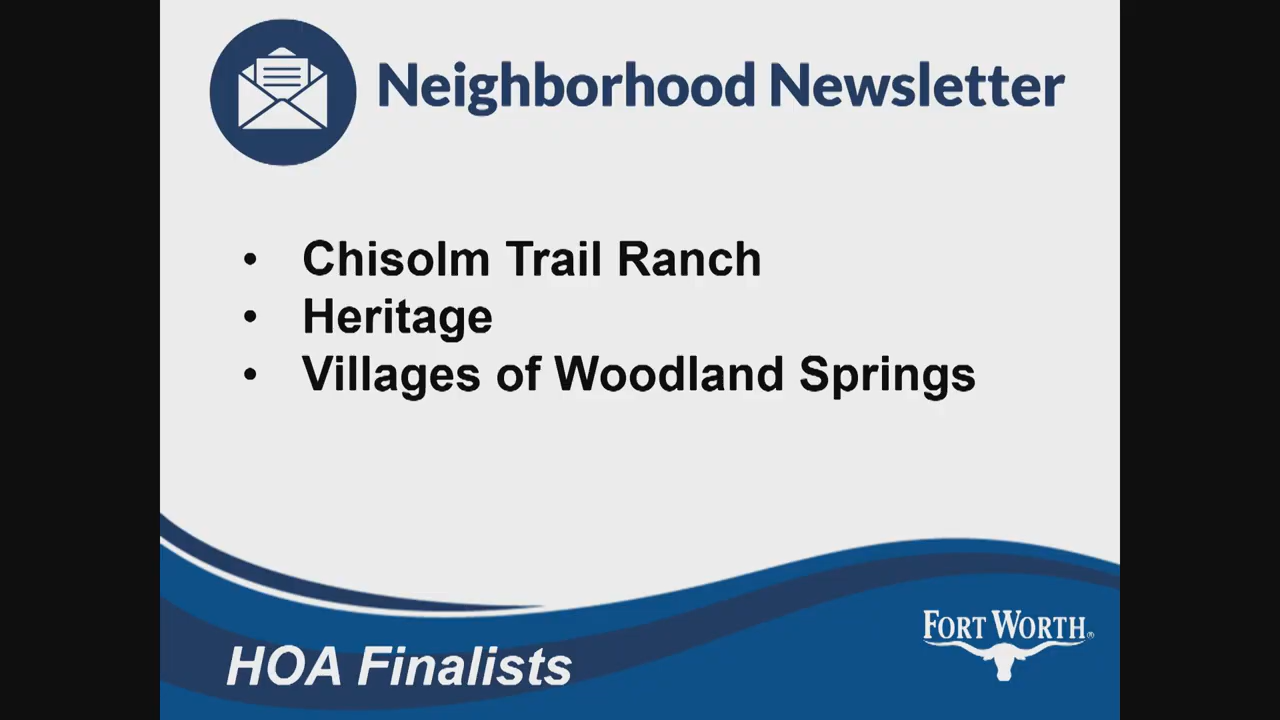 Neighborhood Newsletter
• Chisolm Trail Ranch
• Heritage
• Villages of Woodland Springs
HOA Finalists
FORT WORTH®